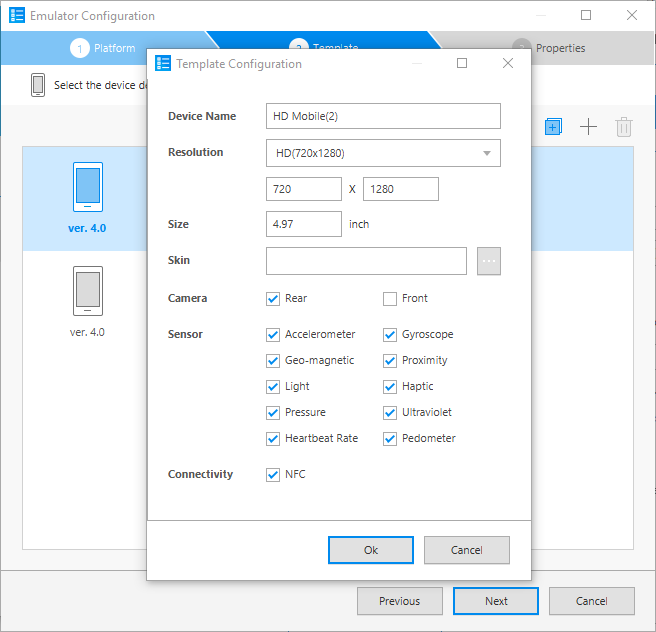 Emulator Configuration
1 Platform
2 Template
3 Properties
Select the device de
ver. 4.0
ver. 4.0
Template Configuration
Device Name HD Mobile(2)
Resolution HD(720x1280)
720 X 1280
Size 4.97 inch
Skin ...
Camera Rear Front
Sensor Accelerometer Gyroscope
Geo-magnetic Proximity
Light Haptic
Pressure Ultraviolet
Heartbeat Rate Pedometer
Connectivity NFC
Ok Cancel
Previous Next Cancel